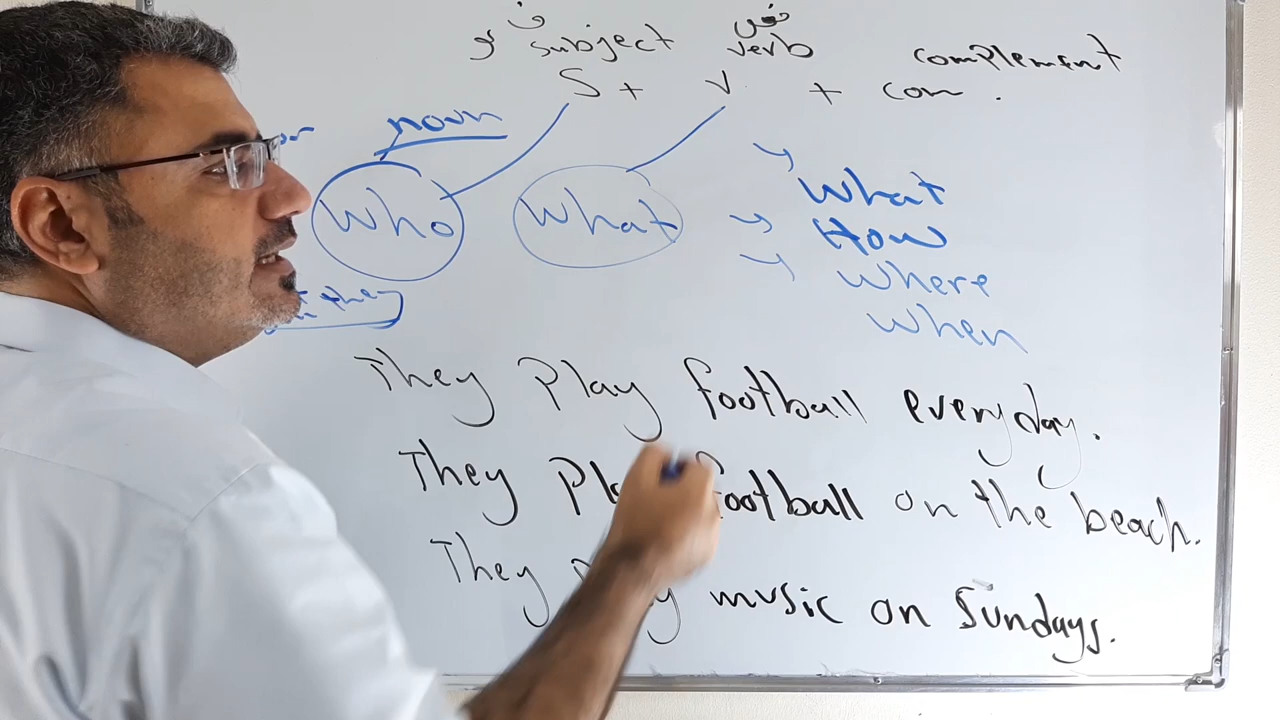 subject verb complement
S + V + com.
noun
Who What What
How
Where
they When
They Play football everyday.
They football on the beach.
They music on Sundays.